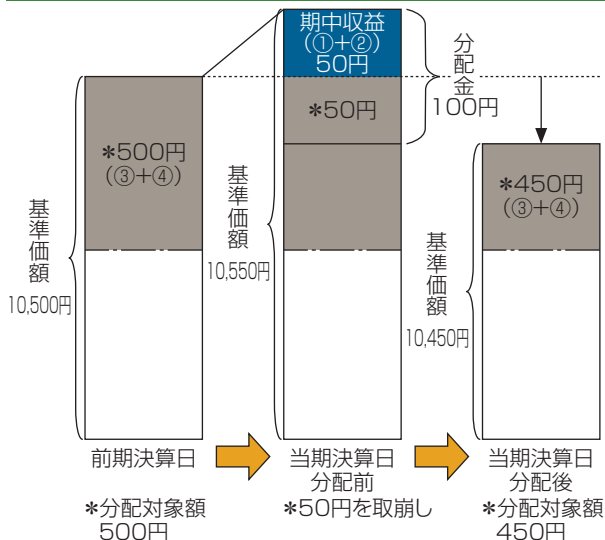 期中収益
(①+②)
50円
分配金
100円
*50円
*500円
(③+④)
*450円
(③+④)
基準価額
10,500円
基準価額
10,550円
基準価額
10,450円
前期決算日
当期決算日
分配前
当期決算日
分配後
*分配対象額
500円
*50円を取崩し
*分配対象額
450円